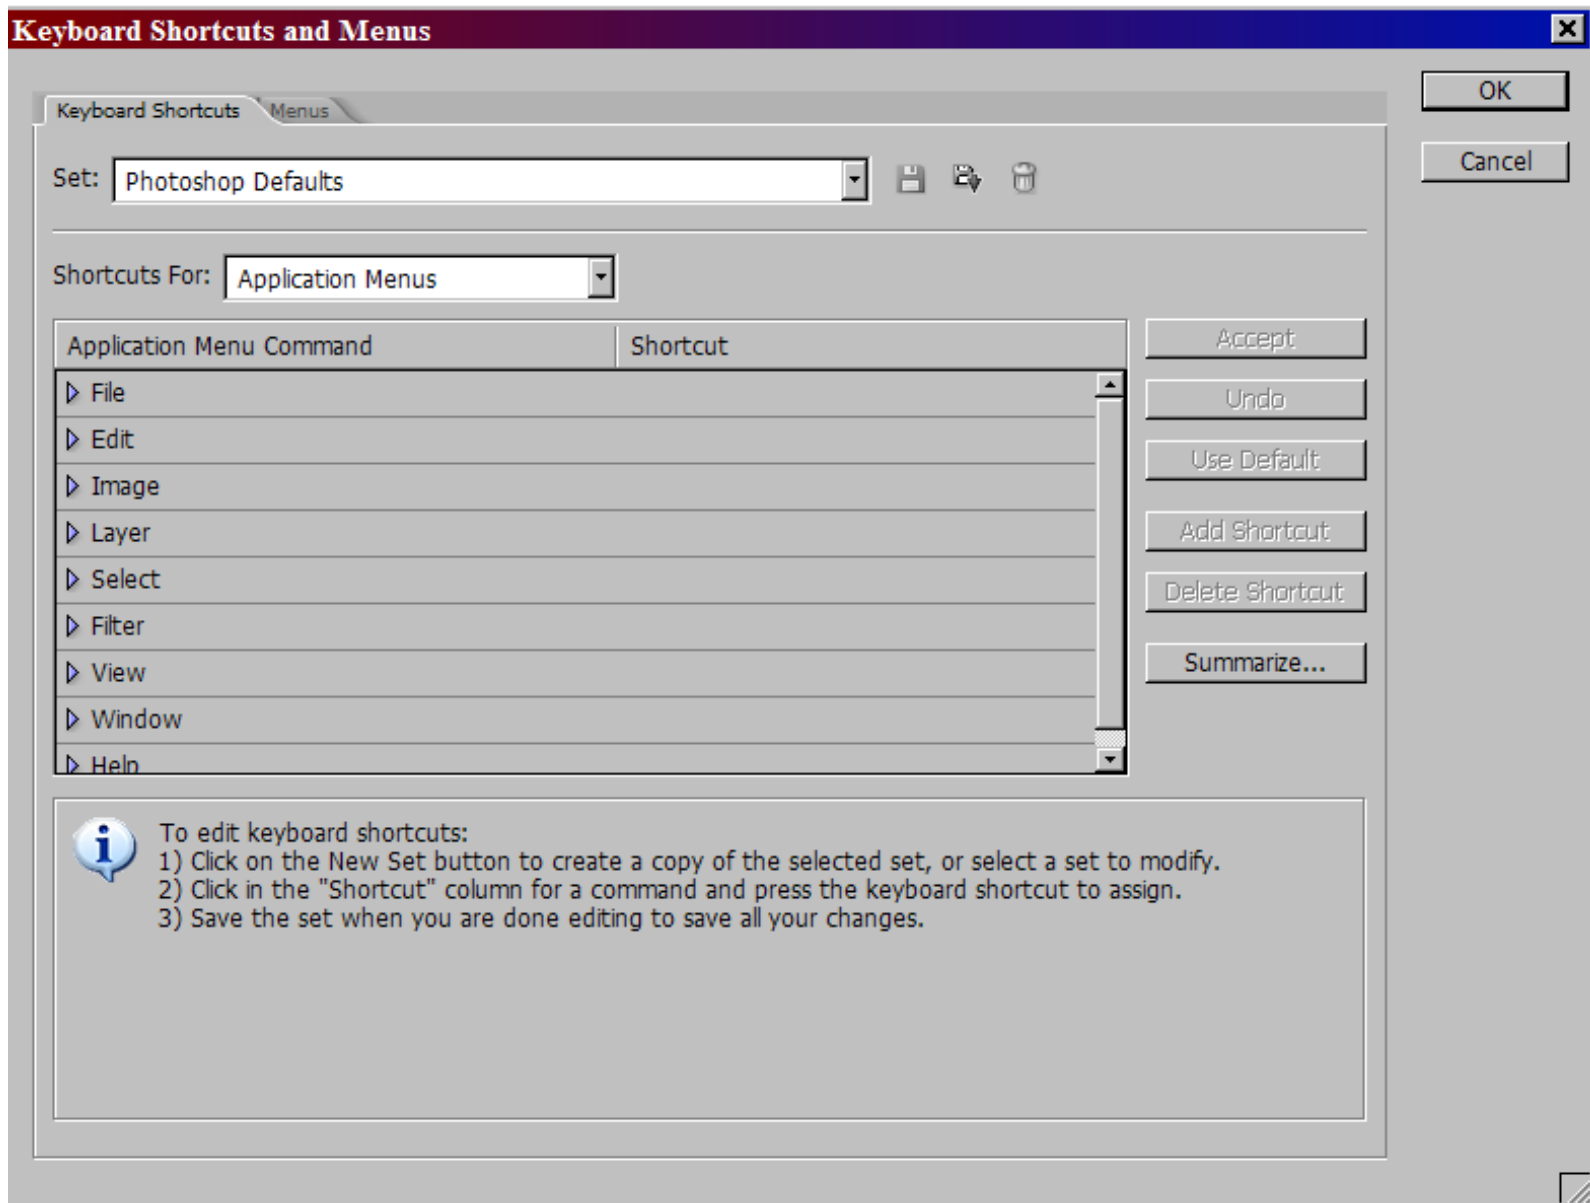 Keyboard Shortcuts and Menus
OK
Keyboard Shortcuts Menus
Set: Photoshop Defaults
Cancel
Shortcuts For: Application Menus
Application Menu Command Shortcut
Accept
File
Undo
Edit
Use Default
Image
Layer
Add Shortcut
Select
Delete Shortcut
Filter
View
Summarize...
Window
Help
To edit keyboard shortcuts:
1) Click on the New Set button to create a copy of the selected set, or select a set to modify.
2) Click in the "Shortcut" column for a command and press the keyboard shortcut to assign.
3) Save the set when you are done editing to save all your changes.